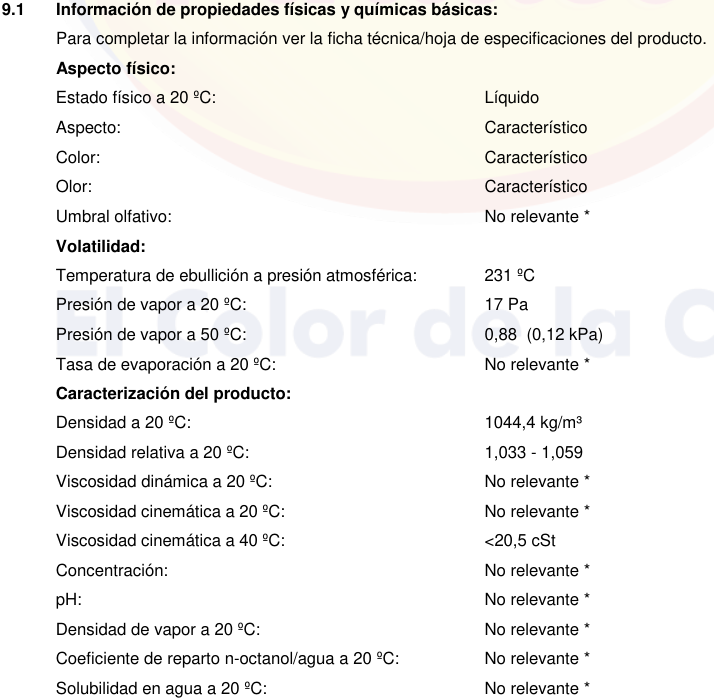 9.1 Información de propiedades físicas y químicas básicas:
Para completar la información ver la ficha técnica/hoja de especificaciones del producto.
Aspecto físico:
Estado físico a 20 ºC: Líquido
Aspecto: Característico
Color: Característico
Olor: Característico
Umbral olfativo: No relevante *
Volatilidad:
Temperatura de ebullición a presión atmosférica: 231 ºC
Presión de vapor a 20 ºC: 17 Pa
Presión de vapor a 50 ºC: 0,88 (0,12 kPa)
Tasa de evaporación a 20 ºC: No relevante *
Caracterización del producto:
Densidad a 20 ºC: 1044,4 kg/m³
Densidad relativa a 20 ºC: 1,033 - 1,059
Viscosidad dinámica a 20 ºC: No relevante *
Viscosidad cinemática a 20 ºC: No relevante *
Viscosidad cinemática a 40 ºC: <20,5 cSt
Concentración: No relevante *
pH: No relevante *
Densidad de vapor a 20 ºC: No relevante *
Coeficiente de reparto n-octanol/agua a 20 ºC: No relevante *
Solubilidad en agua a 20 ºC: No relevante *
El Color de la C